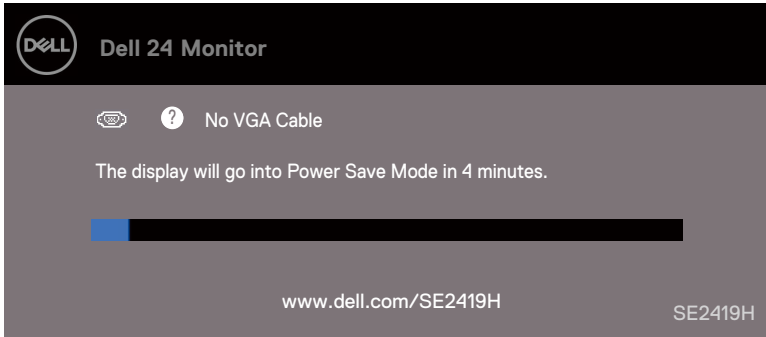 DELL
Dell 24 Monitor
? No VGA Cable
The display will go into Power Save Mode in 4 minutes.
www.dell.com/SE2419H
SE2419H